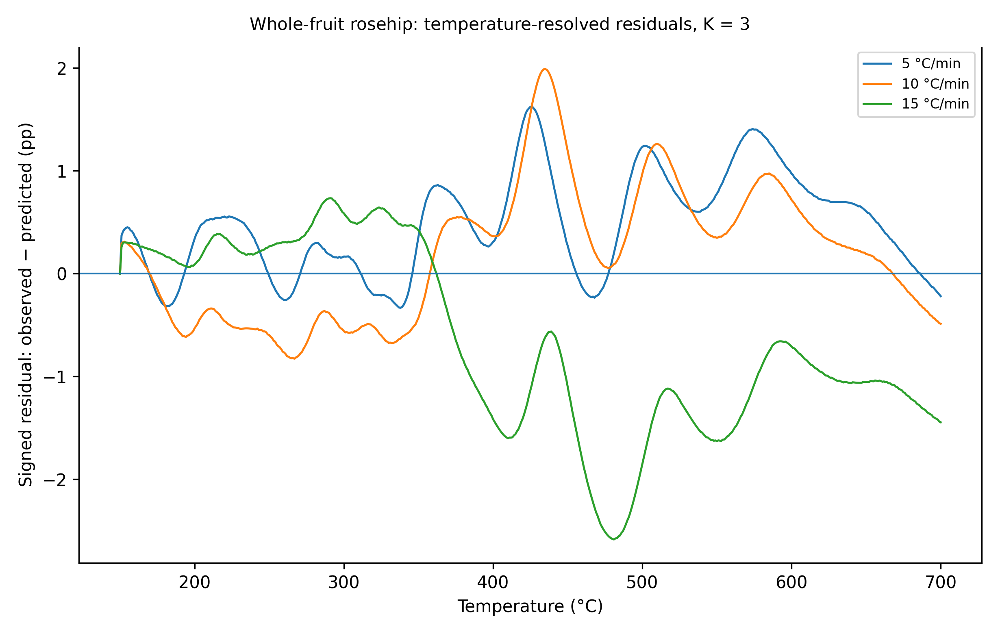 Whole-fruit rosehip: temperature-resolved residuals, K = 3
Signed residual: observed − predicted (pp)
2
1
0
−1
−2
5 °C/min
10 °C/min
15 °C/min
200 300 400 500 600 700
Temperature (°C)